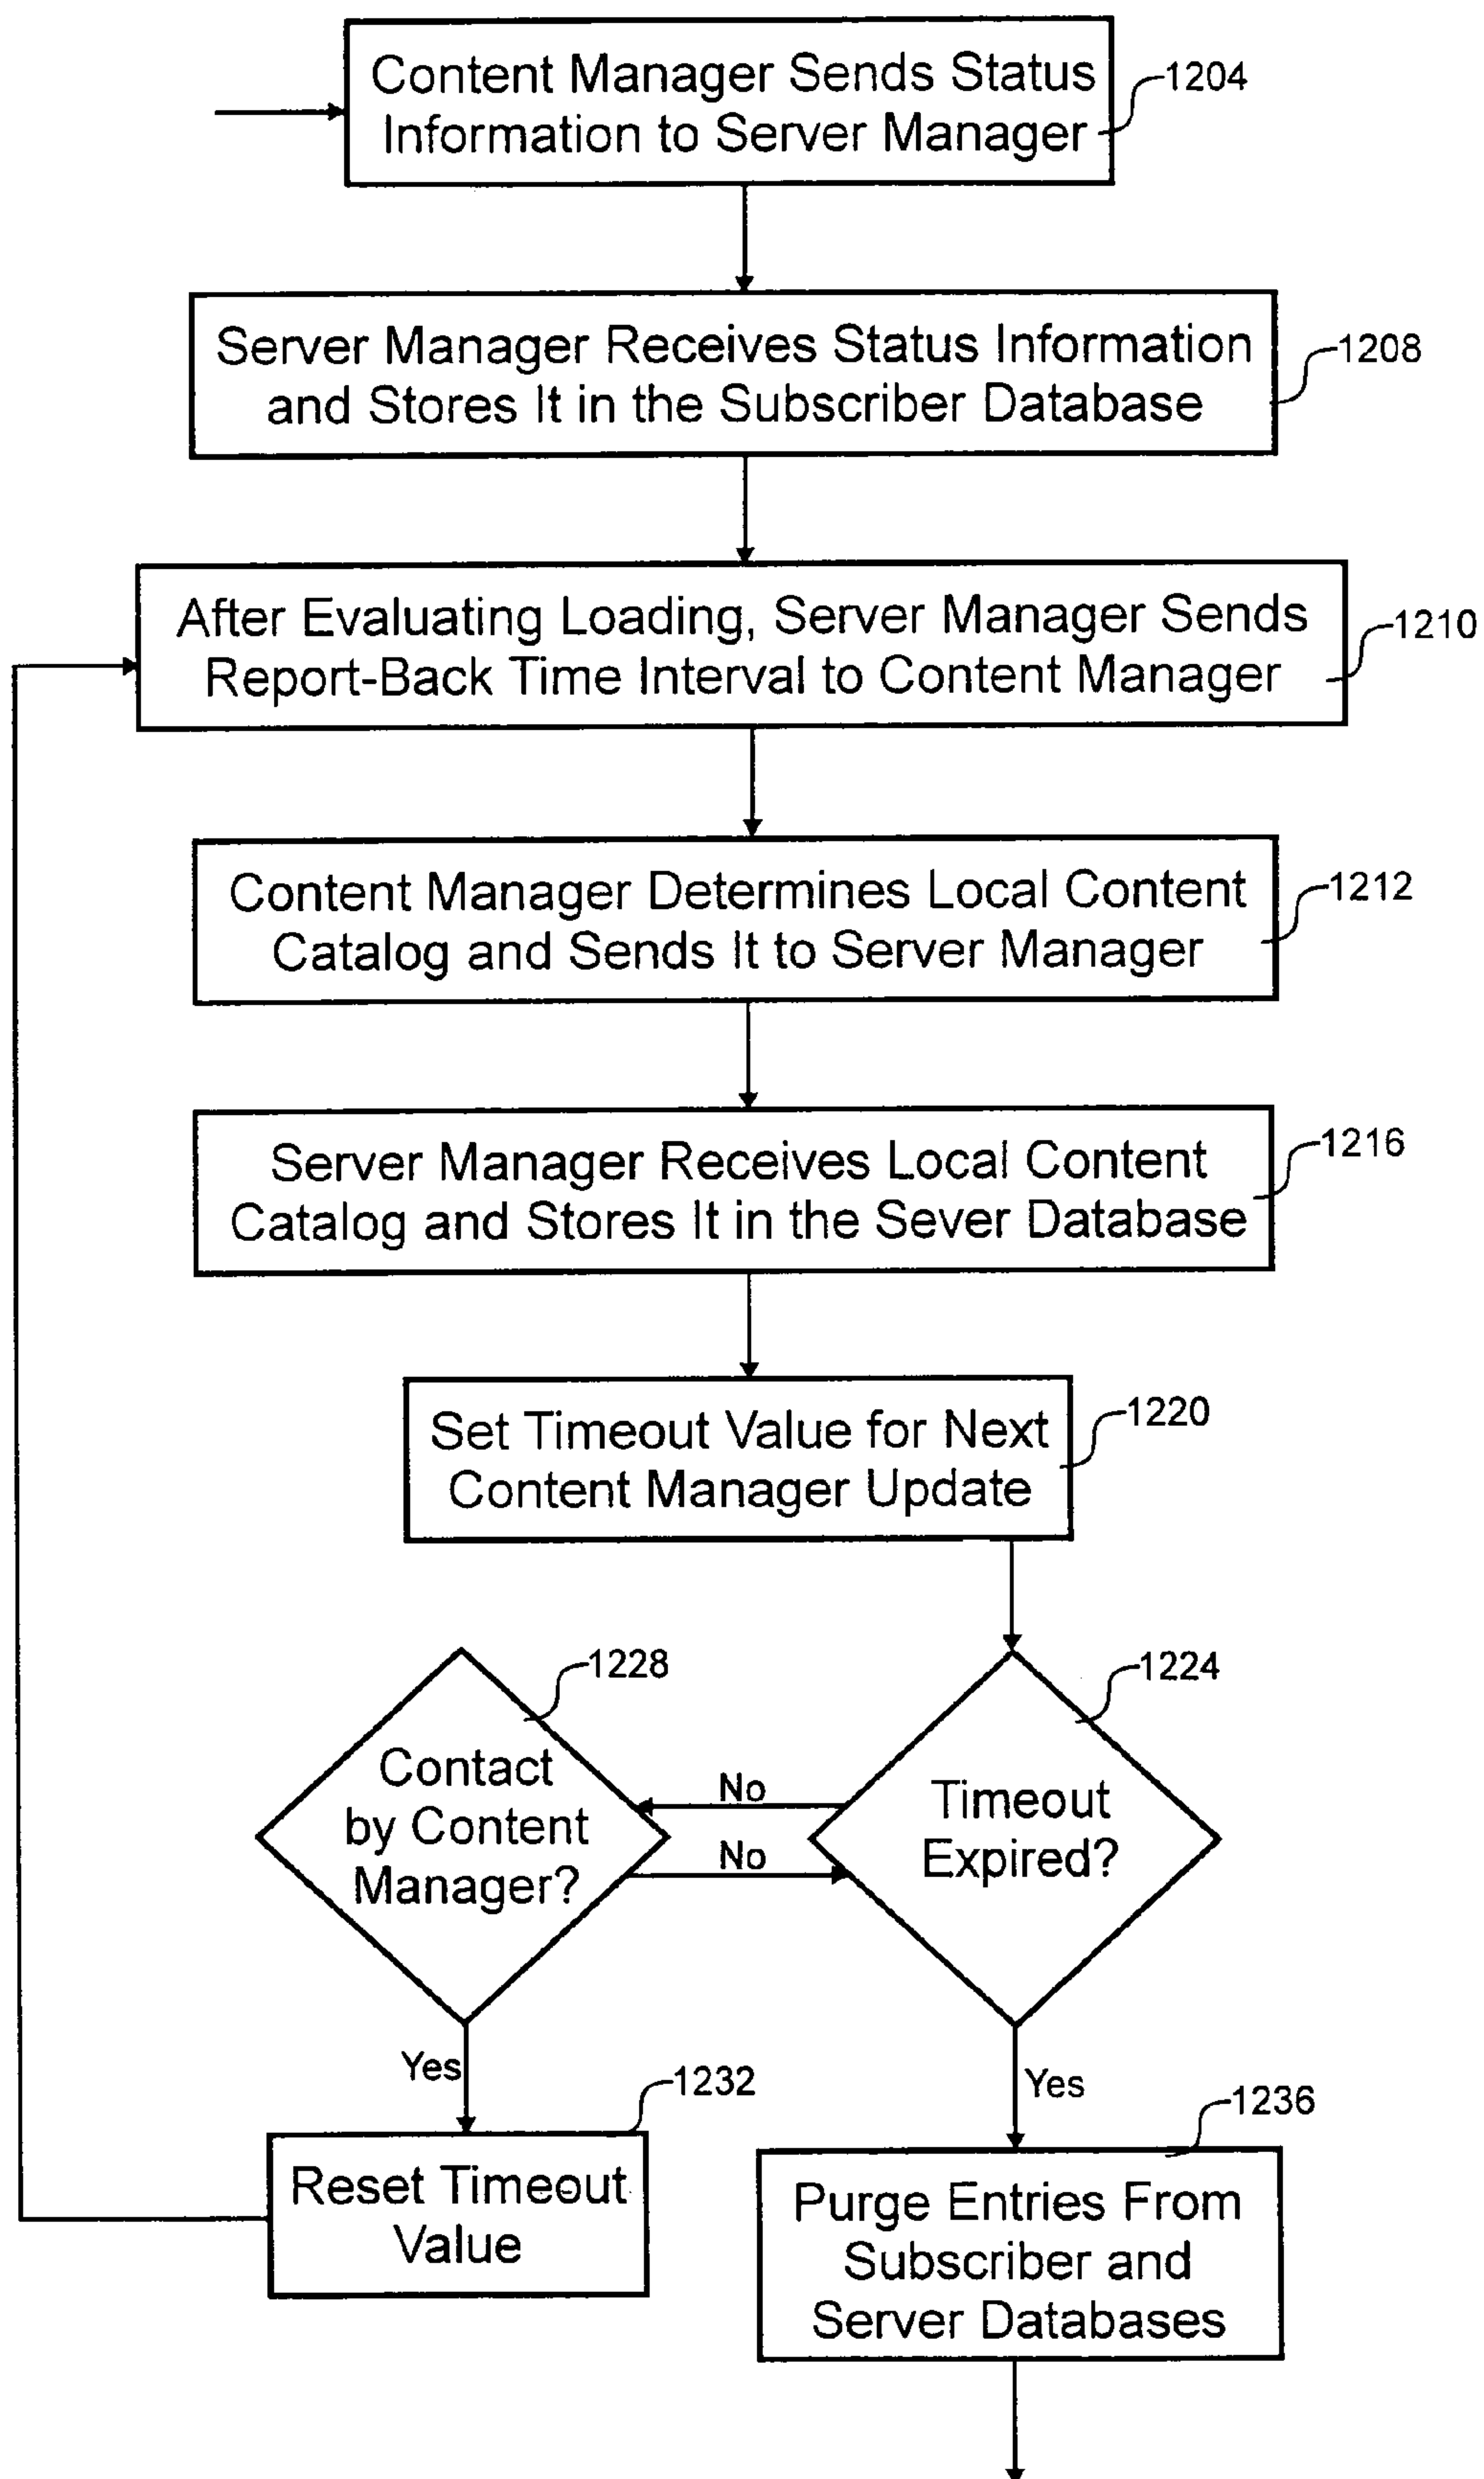 Content Manager Sends Status
Information to Server Manager
1204
Server Manager Receives Status Information
and Stores It in the Subscriber Database
1208
After Evaluating Loading, Server Manager Sends
Report-Back Time Interval to Content Manager
1210
Content Manager Determines Local Content
Catalog and Sends It to Server Manager
1212
Server Manager Receives Local Content
Catalog and Stores It in the Sever Database
1216
Set Timeout Value for Next
Content Manager Update
1220
1228
Contact
by Content
Manager?
1224
Timeout
Expired?
No
No
Yes
1232
Reset Timeout
Value
Yes
1236
Purge Entries From
Subscriber and
Server Databases